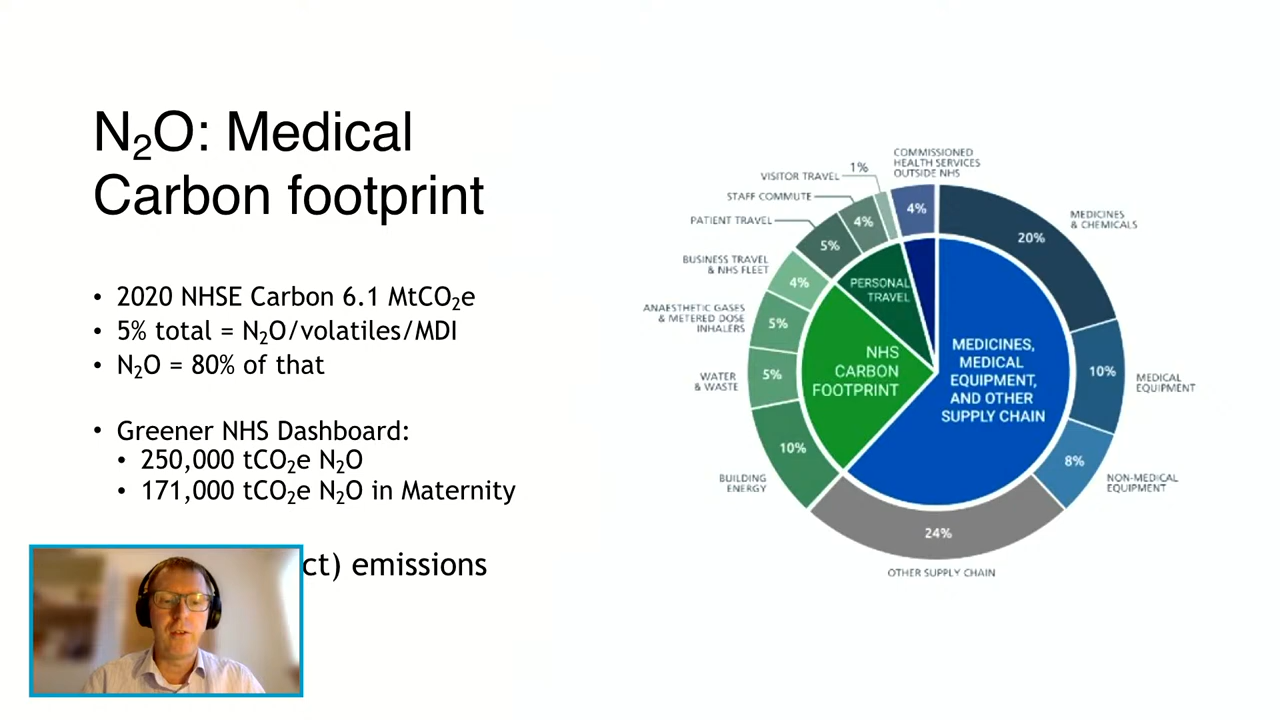 N₂O: Medical
Carbon footprint
• 2020 NHSE Carbon 6.1 MtCO₂e
• 5% total = N₂O/volatiles/MDI
• N₂O = 80% of that
• Greener NHS Dashboard:
• 250,000 tCO₂e N₂O
• 171,000 tCO₂e N₂O in Maternity
ct) emissions
COMMISSIONED
HEALTH SERVICES
OUTSIDE NHS
4%
1%
VISITOR TRAVEL
STAFF COMMUTE
4%
PATIENT TRAVEL
5%
BUSINESS TRAVEL
& NHS FLEET
4%
ANAESTHETIC GASES
& METERED DOSE
INHALERS
5%
WATER
& WASTE
5%
BUILDING
ENERGY
10%
PERSONAL
TRAVEL
NHS
CARBON
FOOTPRINT
MEDICINES,
MEDICAL
EQUIPMENT,
AND OTHER
SUPPLY CHAIN
MEDICINES
& CHEMICALS
20%
10%
MEDICAL
EQUIPMENT
8%
NON-MEDICAL
EQUIPMENT
24%
OTHER SUPPLY CHAIN